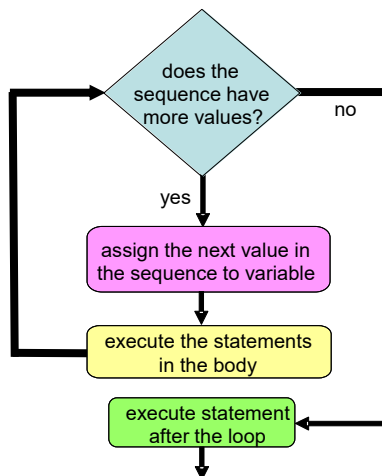 does the
sequence have
more values?
no
yes
assign the next value in
the sequence to variable
execute the statements
in the body
execute statement
after the loop